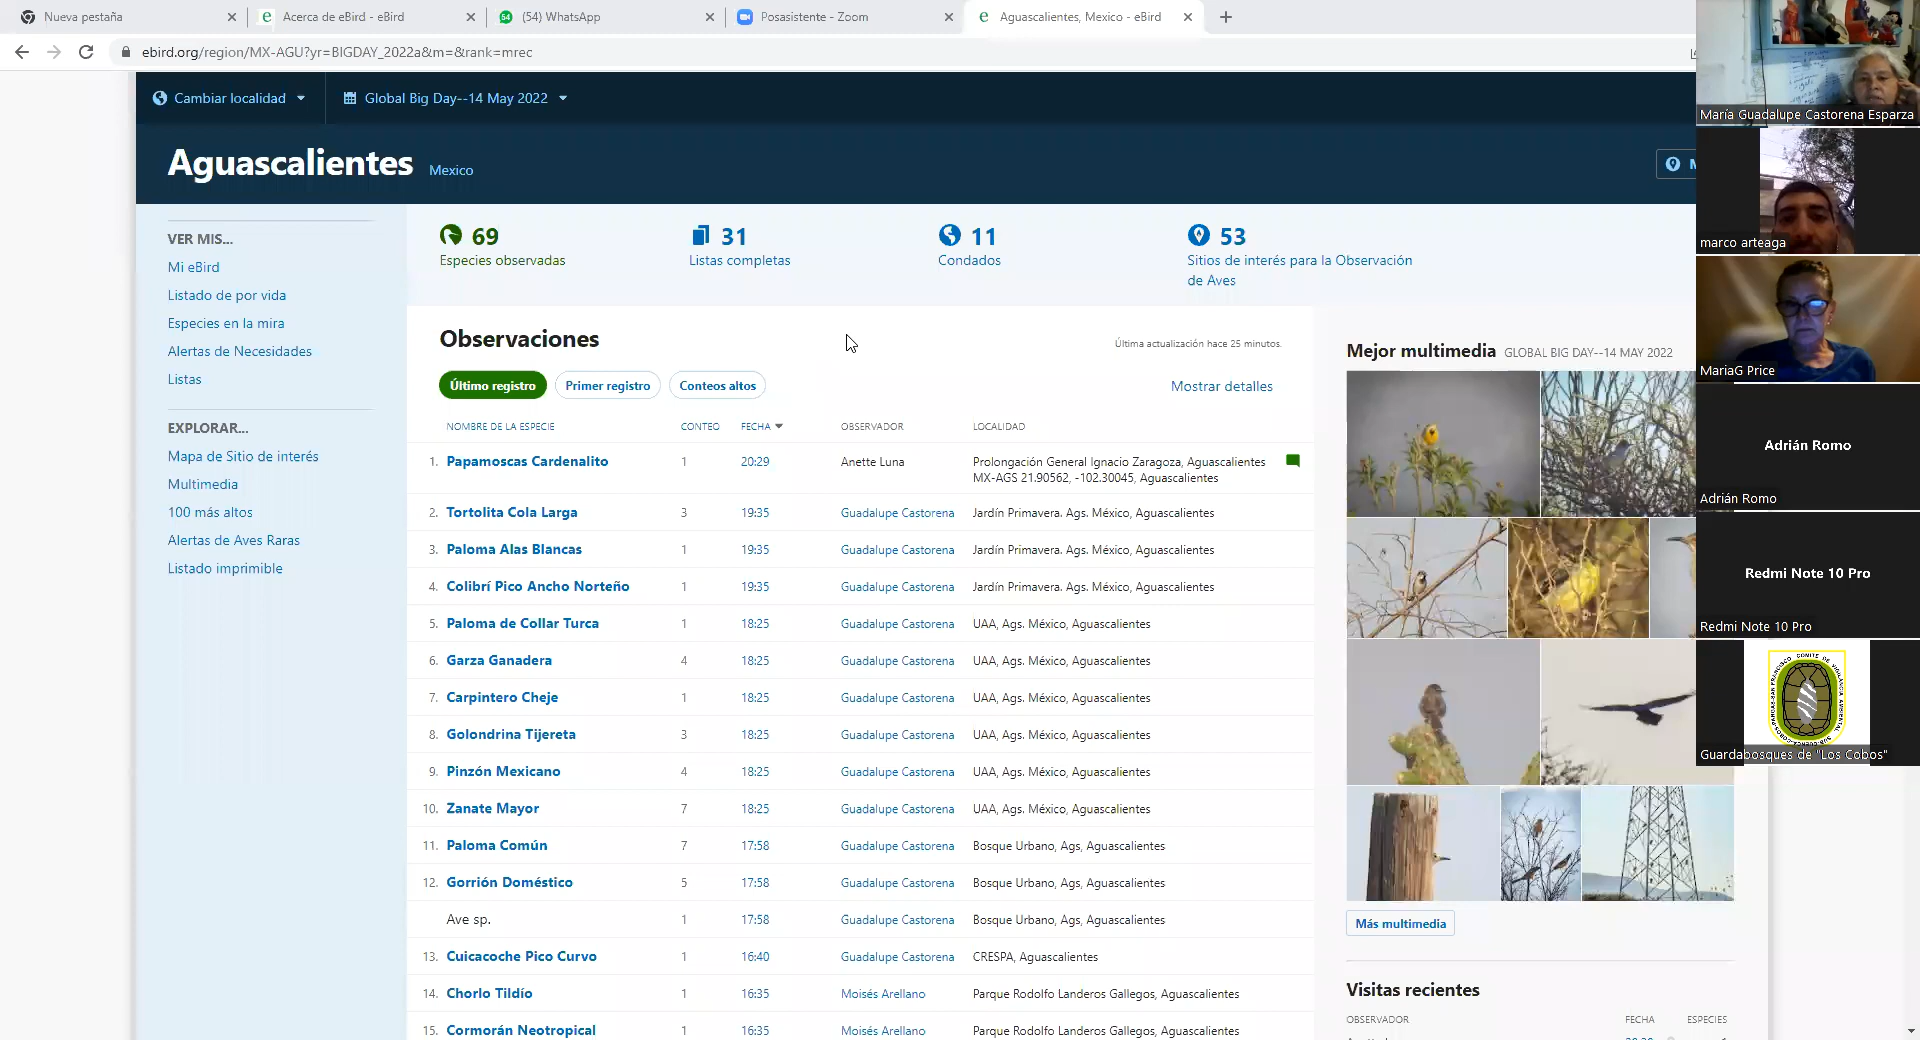 Nueva pestaña
Acerca de eBird - eBird
(54) WhatsApp
Posasistente - Zoom
Aguascalientes, Mexico - eBird
ebird.org/region/MX-AGU?yr=BIGDAY_2022a&m=&rank=mrec
Cambiar localidad
Global Big Day--14 May 2022
Aguascalientes Mexico
M
69
Especies observadas
31
Listas completas
11
Condados
53
Sitios de interés para la Observación
de Aves
VER MIS...
Mi eBird
Listado de por vida
Especies en la mira
Alertas de Necesidades
Listas
EXPLORAR...
Mapa de Sitio de interés
Multimedia
100 más altos
Alertas de Aves Raras
Listado imprimible
Observaciones
Última actualización hace 25 minutos.
Último registro
Primer registro
Conteos altos
Mostrar detalles
NOMBRE DE LA ESPECIE CONTEO FECHA OBSERVADOR LOCALIDAD
1. Papamoscas Cardenalito 1 20:29 Anette Luna Prolongación General Ignacio Zaragoza, Aguascalientes
MX-AGS 21.90562, -102.30045, Aguascalientes
2. Tortolita Cola Larga 3 19:35 Guadalupe Castorena Jardín Primavera. Ags. México, Aguascalientes
3. Paloma Alas Blancas 1 19:35 Guadalupe Castorena Jardín Primavera. Ags. México, Aguascalientes
4. Colibrí Pico Ancho Norteño 1 19:35 Guadalupe Castorena Jardín Primavera. Ags. México, Aguascalientes
5. Paloma de Collar Turca 1 18:25 Guadalupe Castorena UAA, Ags. México, Aguascalientes
6. Garza Ganadera 4 18:25 Guadalupe Castorena UAA, Ags. México, Aguascalientes
7. Carpintero Cheje 1 18:25 Guadalupe Castorena UAA, Ags. México, Aguascalientes
8. Golondrina Tijereta 3 18:25 Guadalupe Castorena UAA, Ags. México, Aguascalientes
9. Pinzón Mexicano 4 18:25 Guadalupe Castorena UAA, Ags. México, Aguascalientes
10. Zanate Mayor 7 18:25 Guadalupe Castorena UAA, Ags. México, Aguascalientes
11. Paloma Común 7 17:58 Guadalupe Castorena Bosque Urbano, Ags, Aguascalientes
12. Gorrión Doméstico 5 17:58 Guadalupe Castorena Bosque Urbano, Ags, Aguascalientes
Ave sp. 1 17:58 Guadalupe Castorena Bosque Urbano, Ags, Aguascalientes
13. Cuicacoche Pico Curvo 1 16:40 Guadalupe Castorena CRESPA, Aguascalientes
14. Chorlo Tildío 1 16:35 Moisés Arellano Parque Rodolfo Landeros Gallegos, Aguascalientes
15. Cormorán Neotropical 1 16:35 Moisés Arellano Parque Rodolfo Landeros Gallegos, Aguascalientes
Mejor multimedia GLOBAL BIG DAY--14 MAY 2022
Más multimedia
Visitas recientes
OBSERVADOR FECHA ESPECIES
María Guadalupe Castorena Esparza
marco arteaga
MariaG Price
Adrián Romo
Adrián Romo
Redmi Note 10 Pro
Redmi Note 10 Pro
Guardabosques de "Los Cobos"